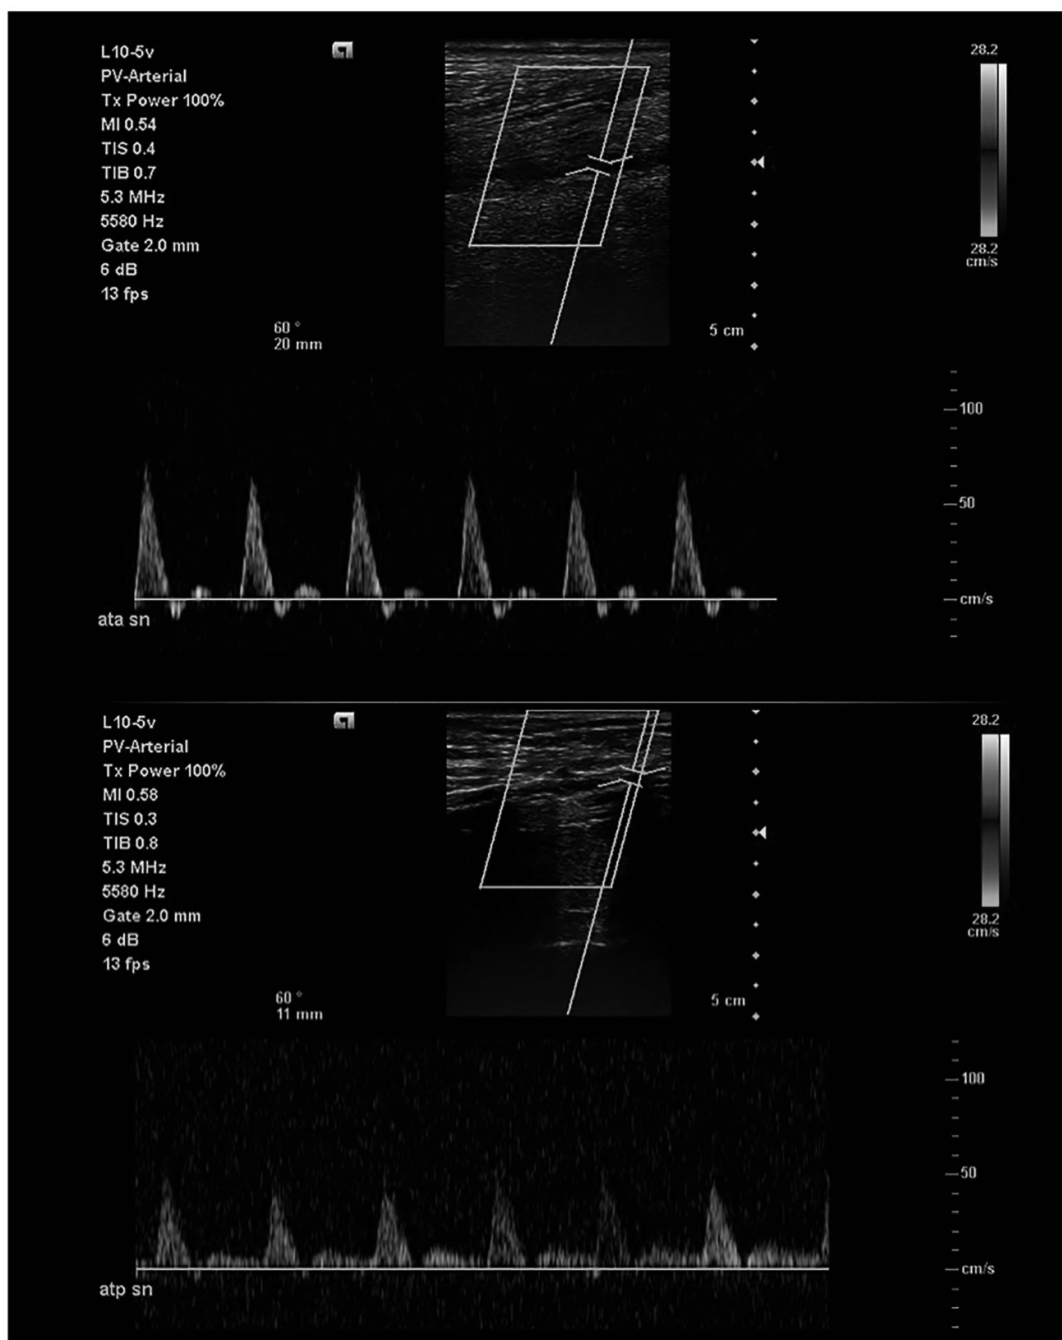 L10-5v
PV-Arterial
Tx Power 100%
MI 0.54
TIS 0.4
TIB 0.7
5.3 MHz
5580 Hz
Gate 2.0 mm
6 dB
13 fps
60 °
20 mm
5 cm
28.2
28.2
cm/s
100
50
cm/s
ata sn
L10-5v
PV-Arterial
Tx Power 100%
MI 0.58
TIS 0.3
TIB 0.8
5.3 MHz
5580 Hz
Gate 2.0 mm
6 dB
13 fps
60 °
11 mm
5 cm
28.2
28.2
cm/s
100
50
cm/s
atp sn